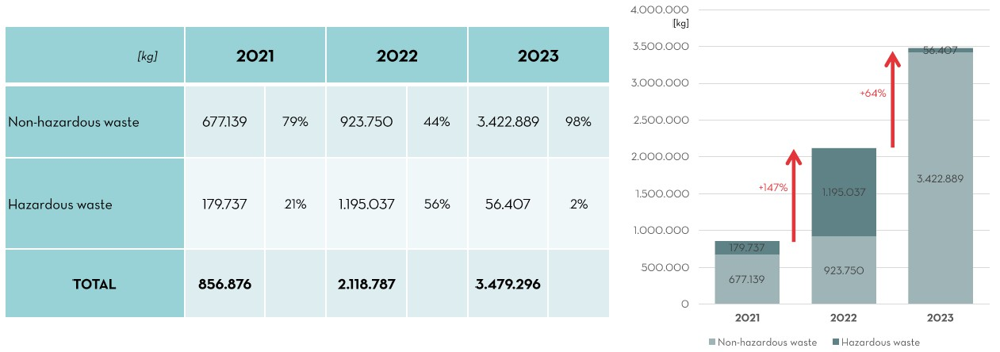 [kg] 2021 2022 2023
Non-hazardous waste 677.139 79% 923.750 44% 3.422.889 98%
Hazardous waste 179.737 21% 1.195.037 56% 56.407 2%
TOTAL 856.876 2.118.787 3.479.296
4.000.000
[kg]
3.500.000
56.407
3.000.000
+64%
2.500.000
2.000.000
3.422.889
1.500.000
+147%
1.195.037
1.000.000
179.737
500.000
923.750
677.139
0
2021 2022 2023
Non-hazardous waste Hazardous waste